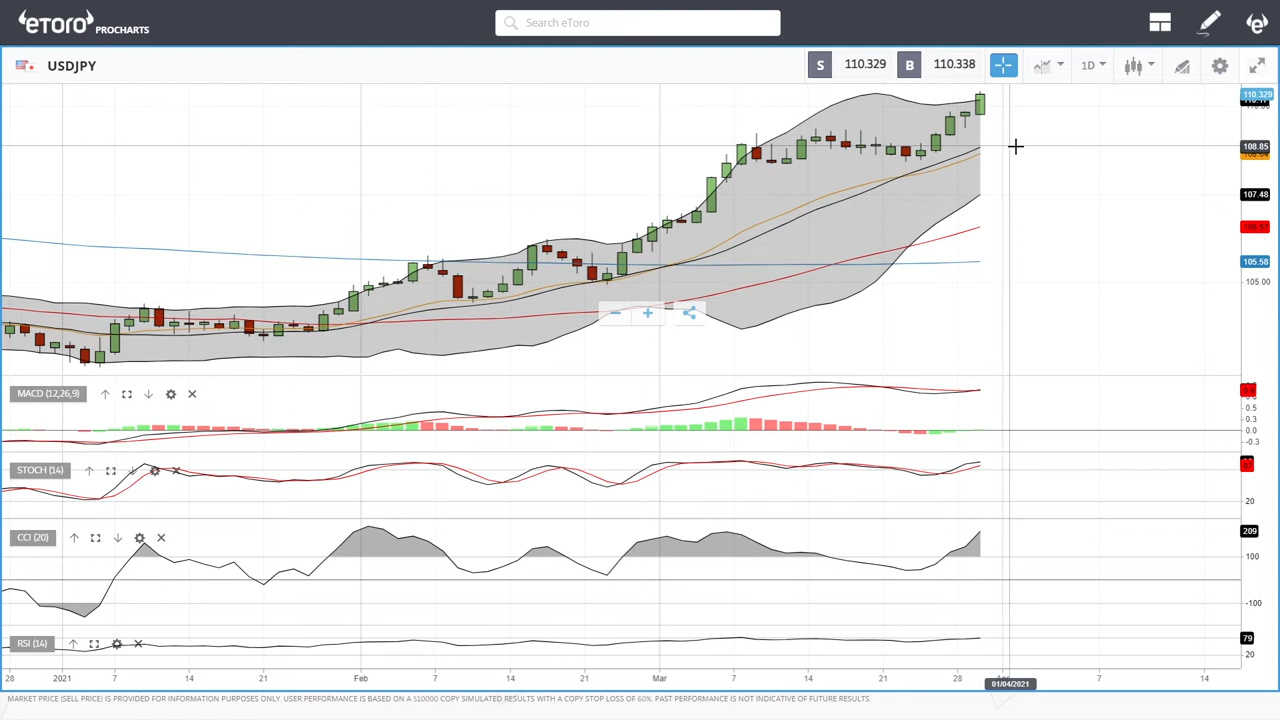 eToro PROCHARTS
Search eToro
USDJPY
S 110.329 B 110.338
1D
110.329
108.85
107.48
105.58
105.00
MACD (12,26,9)
0.5
0.3
0.0
-0.3
STOCH (14)
20
CCI (20)
209
100
-100
RSI (14)
79
20
28 2021 7 14 21 Feb 7 14 21 Mar 7 14 21 28 7 14
01/04/2021
MARKET PRICE (SELL PRICE) IS PROVIDED FOR INFORMATION PURPOSES ONLY. USER PERFORMANCE IS BASED ON A $10000 COPY SIMULATED RESULTS WITH A COPY STOP LOSS OF 60%. PAST PERFORMANCE IS NOT INDICATIVE OF FUTURE RESULTS.